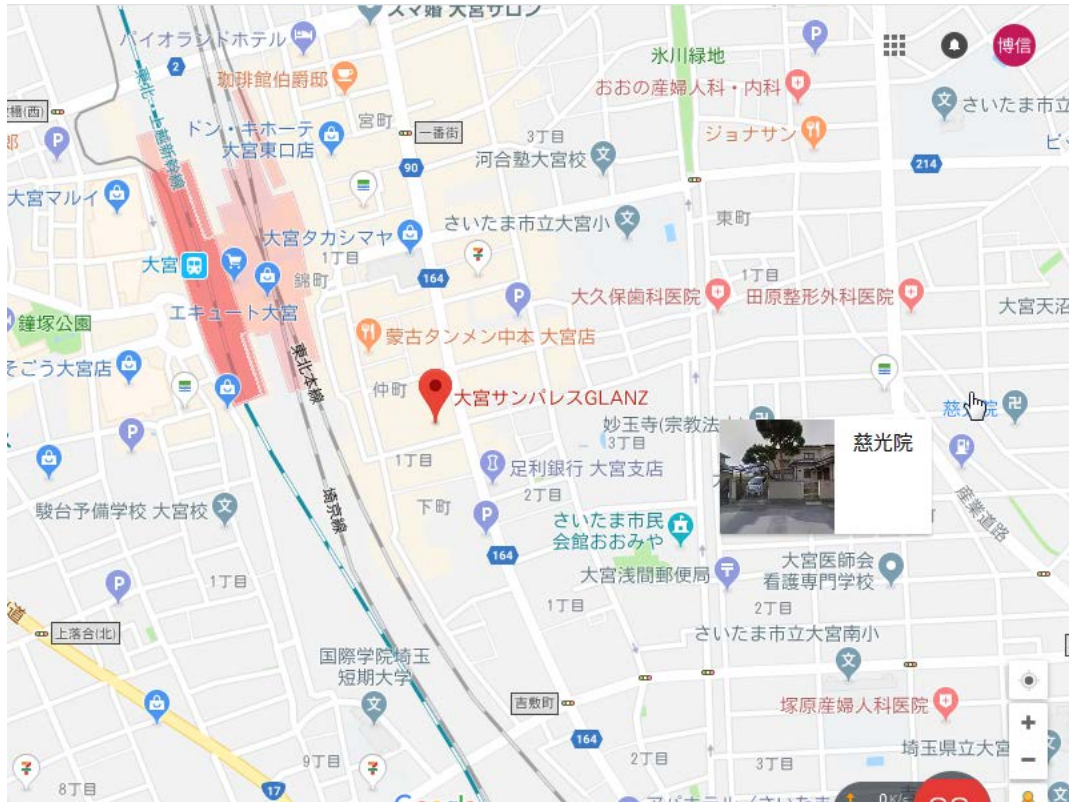 スマ婚 大宮サロン
パイオランドホテル
2
珈琲館伯爵邸
P
博信
氷川緑地
おおの産婦人科・内科
さいたま市立
東北・上越新幹線
P
ドン・キホーテ
大宮東口店
宮町
一番街
3丁目
ジョナサン
90
河合塾大宮校
214
大宮マルイ
東町
さいたま市立大宮小
大宮タカシマヤ
1丁目
大宮
錦町
164
P
1丁目
大久保歯科医院
田原整形外科医院
大宮天沼
エキュート大宮
鐘塚公園
蒙古タンメン中本 大宮店
東北本線
そごう大宮店
仲町
大宮サンパレスGLANZ
慈光院
妙玉寺(宗教法
3丁目
慈光院
P
1丁目
足利銀行 大宮支店
2丁目
駿台予備学校 大宮校
埼京線
下町
P
産業道路
さいたま市民
会館おおみや
164
大宮医師会
看護専門学校
大宮浅間郵便局
1丁目
P
1丁目
2丁目
上落合(北)
さいたま市立大宮南小
国際学院埼玉
短期大学
吉敷町
塚原産婦人科医院
164
埼玉県立大宮
2丁目
3丁目
9丁目
8丁目
17